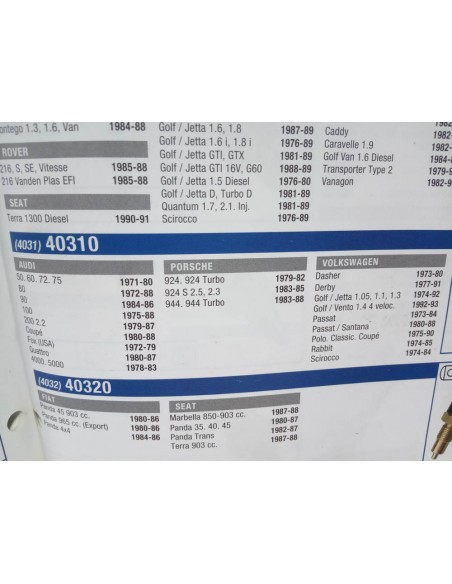 ontego 1.3, 1.6, Van 1984-88
ROVER
216, S, SE, Vitesse 1985-88
216 Vanden Plas EFI 1985-88
SEAT
Terra 1300 Diesel 1990-91
Golf / Jetta 1.6, 1.8 1987-89
Golf / Jetta 1.6 i, 1.8 i 1976-89
Golf / Jetta GTI, GTX 1981-89
Golf / Jetta GTI 16V, G60 1988-89
Golf / Jetta 1.5 Diesel 1976-80
Golf / Jetta D, Turbo D 1981-89
Quantum 1.7, 2.1. Inj. 1981-89
Scirocco 1976-89
Caddy 1982-
Caravelle 1.9 1982-
Golf Van 1.6 Diesel 1984-
Transporter Type 2 1979-
Vanagon 1982-9
(4031) 40310
AUDI
50. 60. 72. 75 1971-80
80 1972-88
90 1984-86
100 1975-88
200 2.2 1979-87
Coupé 1980-88
Fox (USA) 1972-79
Quattro 1980-87
4000. 5000 1978-83
PORSCHE
924. 924 Turbo 1979-82
924 S 2.5, 2.3 1983-85
944. 944 Turbo 1983-88
VOLKSWAGEN
Dasher 1973-80
Derby 1977-91
Golf / Jetta 1.05, 1.1, 1.3 1974-92
Golf / Vento 1.4 4 veloc. 1992-93
Passat 1973-84
Passat / Santana 1980-88
Polo. Classic. Coupé 1975-90
Rabbit 1974-85
Scirocco 1974-84
(4032) 40320
FIAT
Panda 45 903 cc. 1980-86
Panda 965 cc. (Export) 1980-86
Panda 4x4 1984-86
SEAT
Marbella 850-903 cc. 1987-88
Panda 35. 40. 45 1980-87
Panda Trans 1982-87
Terra 903 cc. 1987-88